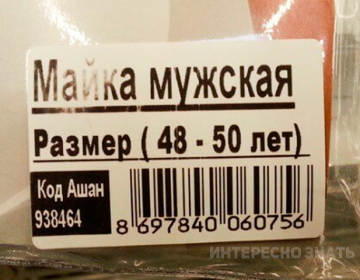 Майка мужская
Размер ( 48 - 50 лет)
Код Ашан
938464
8 697840 060756
ИНТЕРЕСНО ЗНАТЬ